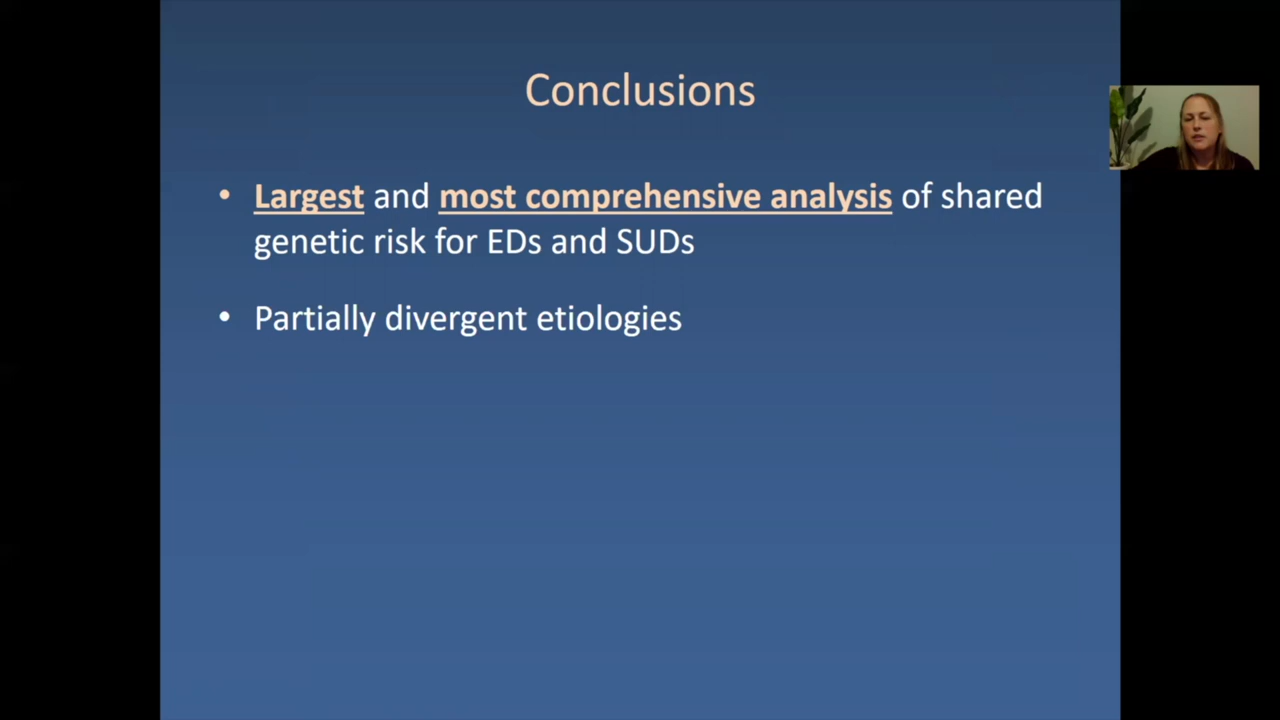 Conclusions
• Largest and most comprehensive analysis of shared
genetic risk for EDs and SUDs
• Partially divergent etiologies